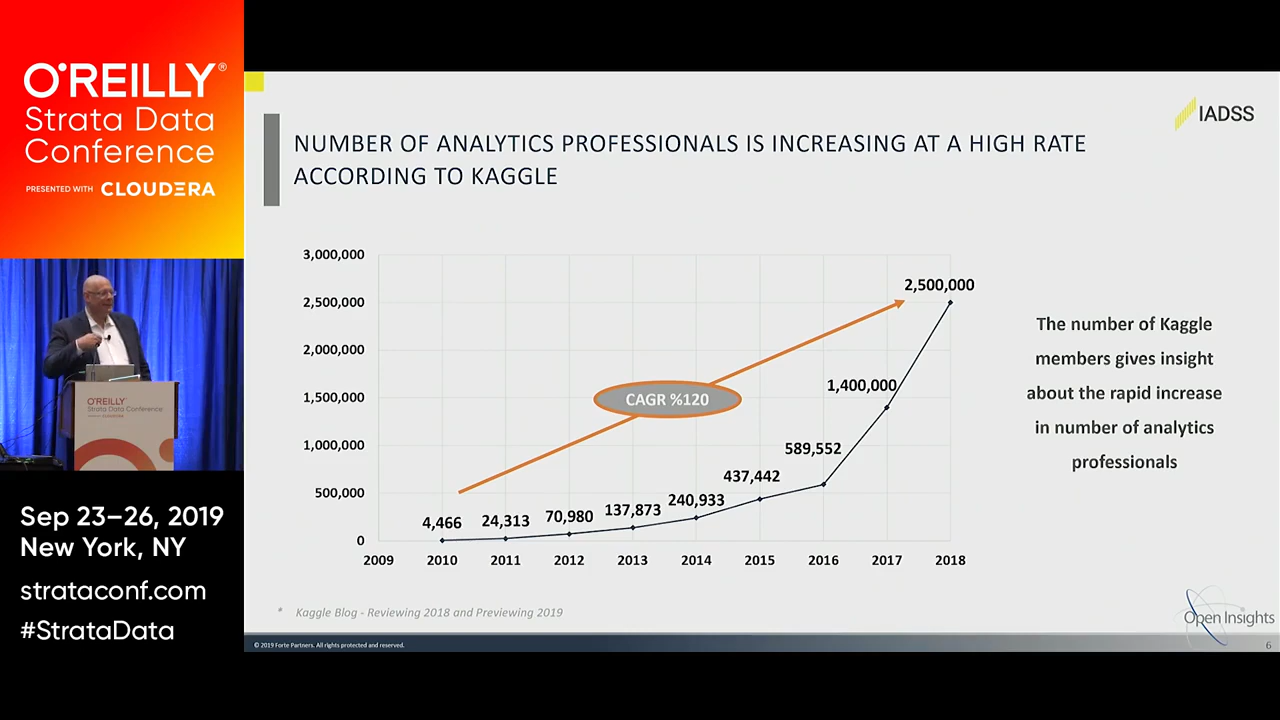 O'REILLY®
Strata Data
Conference
PRESENTED WITH CLOUDERA
O'REILLY
Strata Data Conference
Sep 23–26, 2019
New York, NY
strataconf.com
#StrataData
IADSS
NUMBER OF ANALYTICS PROFESSIONALS IS INCREASING AT A HIGH RATE
ACCORDING TO KAGGLE
3,000,000
2,500,000
2,000,000
1,500,000
1,000,000
500,000
0
4,466
24,313
70,980
137,873
240,933
437,442
589,552
1,400,000
2,500,000
CAGR %120
2009
2010
2011
2012
2013
2014
2015
2016
2017
2018
The number of Kaggle
members gives insight
about the rapid increase
in number of analytics
professionals
* Kaggle Blog - Reviewing 2018 and Previewing 2019
Open Insights
© 2019 Forte Partners. All rights protected and reserved.
6